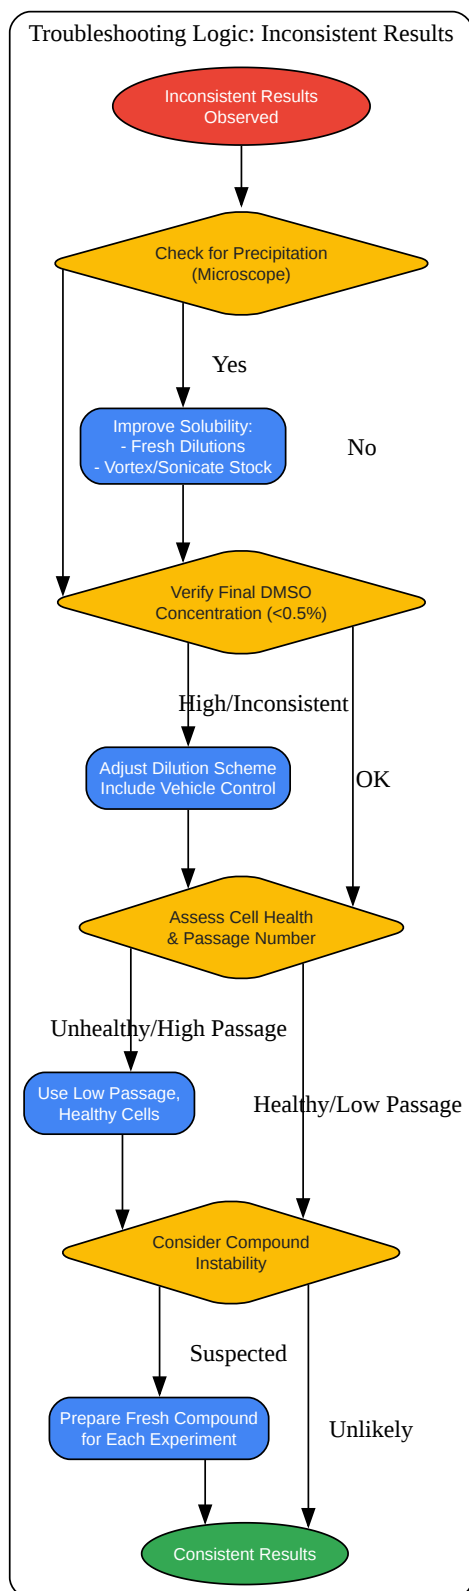 Troubleshooting Logic: Inconsistent Results
Inconsistent Results
Observed
Check for Precipitation
(Microscope)
Yes
Improve Solubility:
- Fresh Dilutions
- Vortex/Sonicate Stock
No
Verify Final DMSO
Concentration (<0.5%)
High/Inconsistent
Adjust Dilution Scheme
Include Vehicle Control
OK
Assess Cell Health
& Passage Number
Unhealthy/High Passage
Use Low Passage,
Healthy Cells
Healthy/Low Passage
Consider Compound
Instability
Suspected
Prepare Fresh Compound
for Each Experiment
Unlikely
Consistent Results